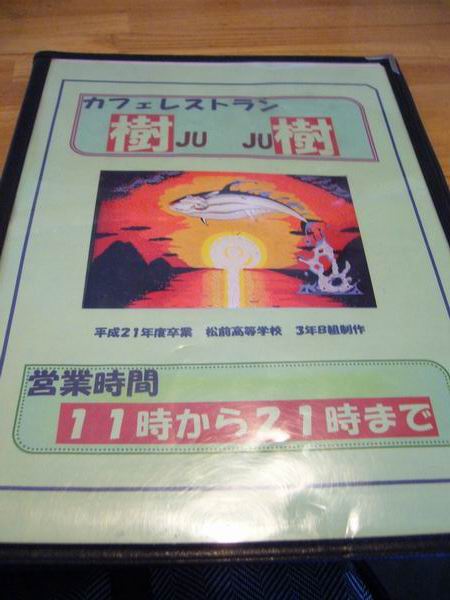 カフェレストラン
樹JU JU樹
平成21年度卒業 松前高等学校 3年B組制作
営業時間
11時から21時まで